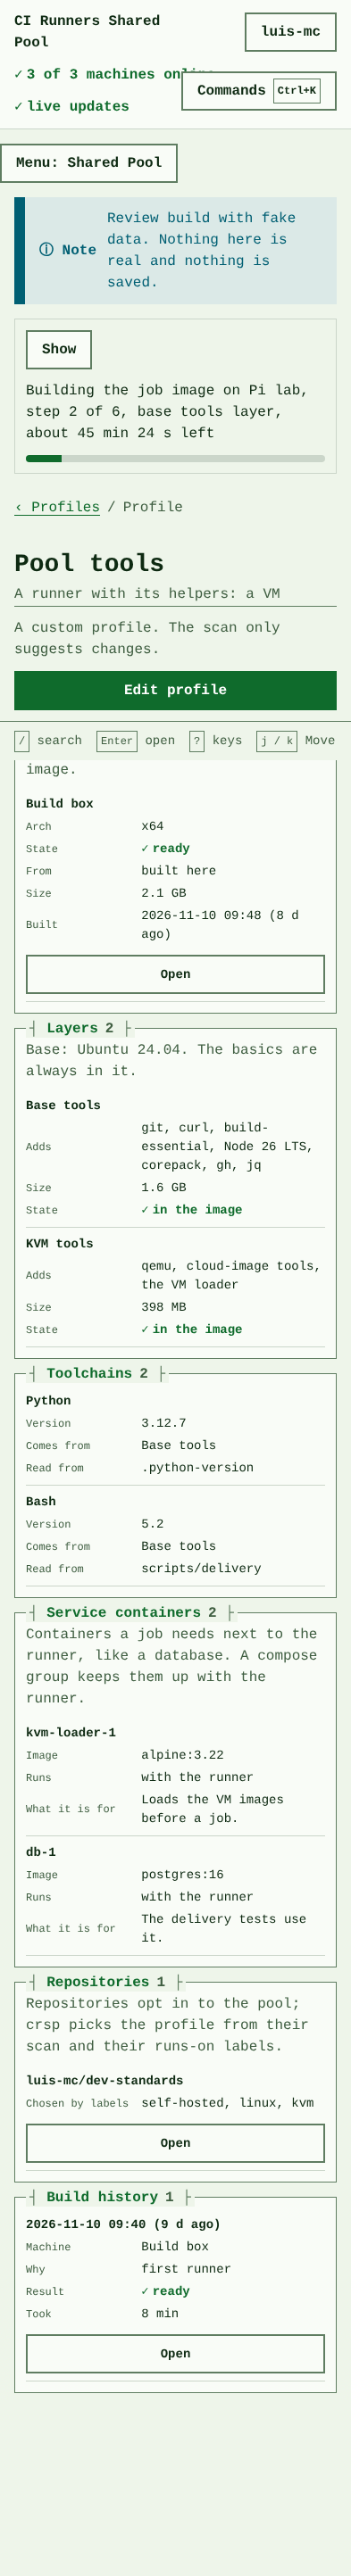 CI Runners Shared
Pool
luis-mc
✓ 3 of 3 machines
✓ live updates
Commands Ctrl+K
Menu: Shared Pool
ⓘ Note
Review build with fake
data. Nothing here is
real and nothing is
saved.
Show
Building the job image on Pi lab,
step 2 of 6, base tools layer,
about 45 min 24 s left
‹ Profiles / Profile
Pool tools
A runner with its helpers: a VM
A custom profile. The scan only
suggests changes.
Edit profile
/ search Enter open ? keys j / k Move
image.
Build box
Arch x64
State ✓ ready
From built here
Size 2.1 GB
Built 2026-11-10 09:48 (8 d
ago)
Open
Layers 2
Base: Ubuntu 24.04. The basics are
always in it.
Base tools
Adds git, curl, build-
essential, Node 26 LTS,
corepack, gh, jq
Size 1.6 GB
State ✓ in the image
KVM tools
Adds qemu, cloud-image tools,
the VM loader
Size 398 MB
State ✓ in the image
Toolchains 2
Python
Version 3.12.7
Comes from Base tools
Read from .python-version
Bash
Version 5.2
Comes from Base tools
Read from scripts/delivery
Service containers 2
Containers a job needs next to the
runner, like a database. A compose
group keeps them up with the
runner.
kvm-loader-1
Image alpine:3.22
Runs with the runner
What it is for Loads the VM images
before a job.
db-1
Image postgres:16
Runs with the runner
What it is for The delivery tests use
it.
Repositories 1
Repositories opt in to the pool;
crsp picks the profile from their
scan and their runs-on labels.
luis-mc/dev-standards
Chosen by labels self-hosted, linux, kvm
Open
Build history 1
2026-11-10 09:40 (9 d ago)
Machine Build box
Why first runner
Result ✓ ready
Took 8 min
Open